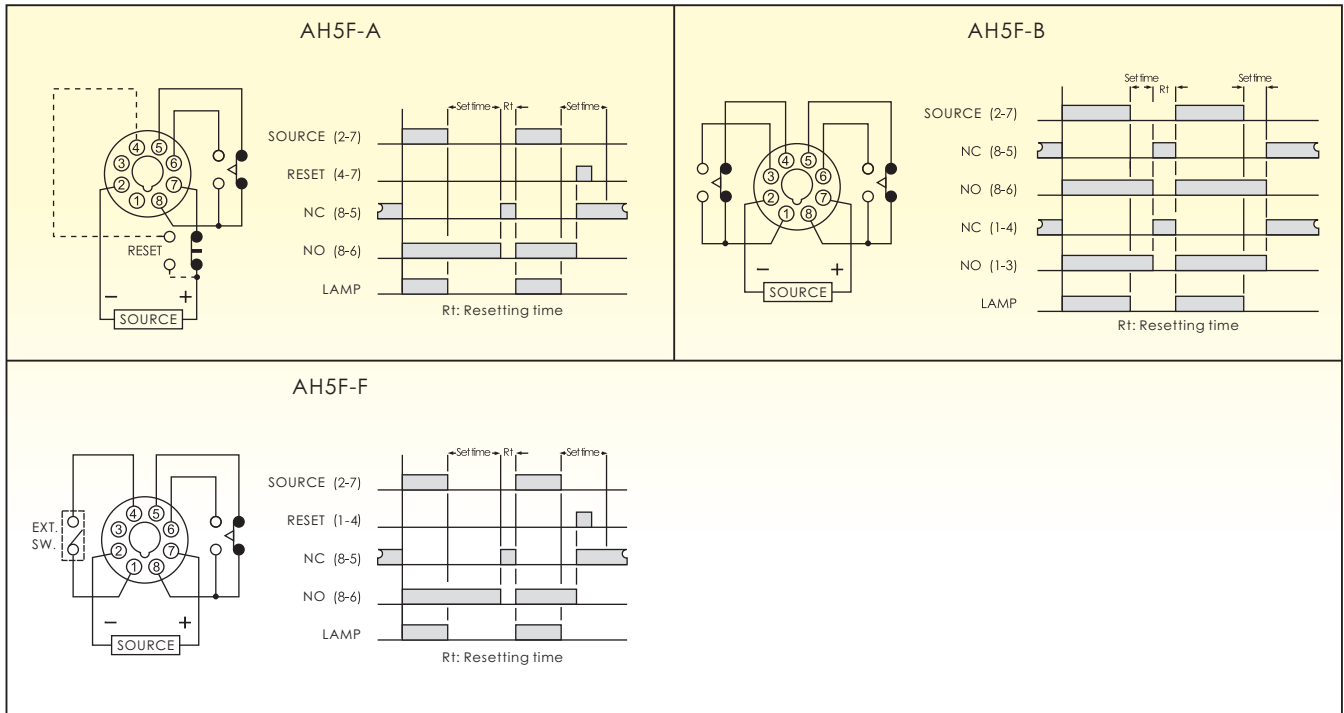 AH5F-A
4 5
3 6
2 7
1 8
RESET
− +
SOURCE
Set time Rt Set time
SOURCE (2-7)
RESET (4-7)
NC (8-5)
NO (8-6)
LAMP
Rt: Resetting time
AH5F-B
4 5
3 6
2 7
1 8
− +
SOURCE
Set time Rt Set time
SOURCE (2-7)
NC (8-5)
NO (8-6)
NC (1-4)
NO (1-3)
LAMP
Rt: Resetting time
AH5F-F
EXT.
SW.
4 5
3 6
2 7
1 8
− +
SOURCE
Set time Rt Set time
SOURCE (2-7)
RESET (1-4)
NC (8-5)
NO (8-6)
LAMP
Rt: Resetting time